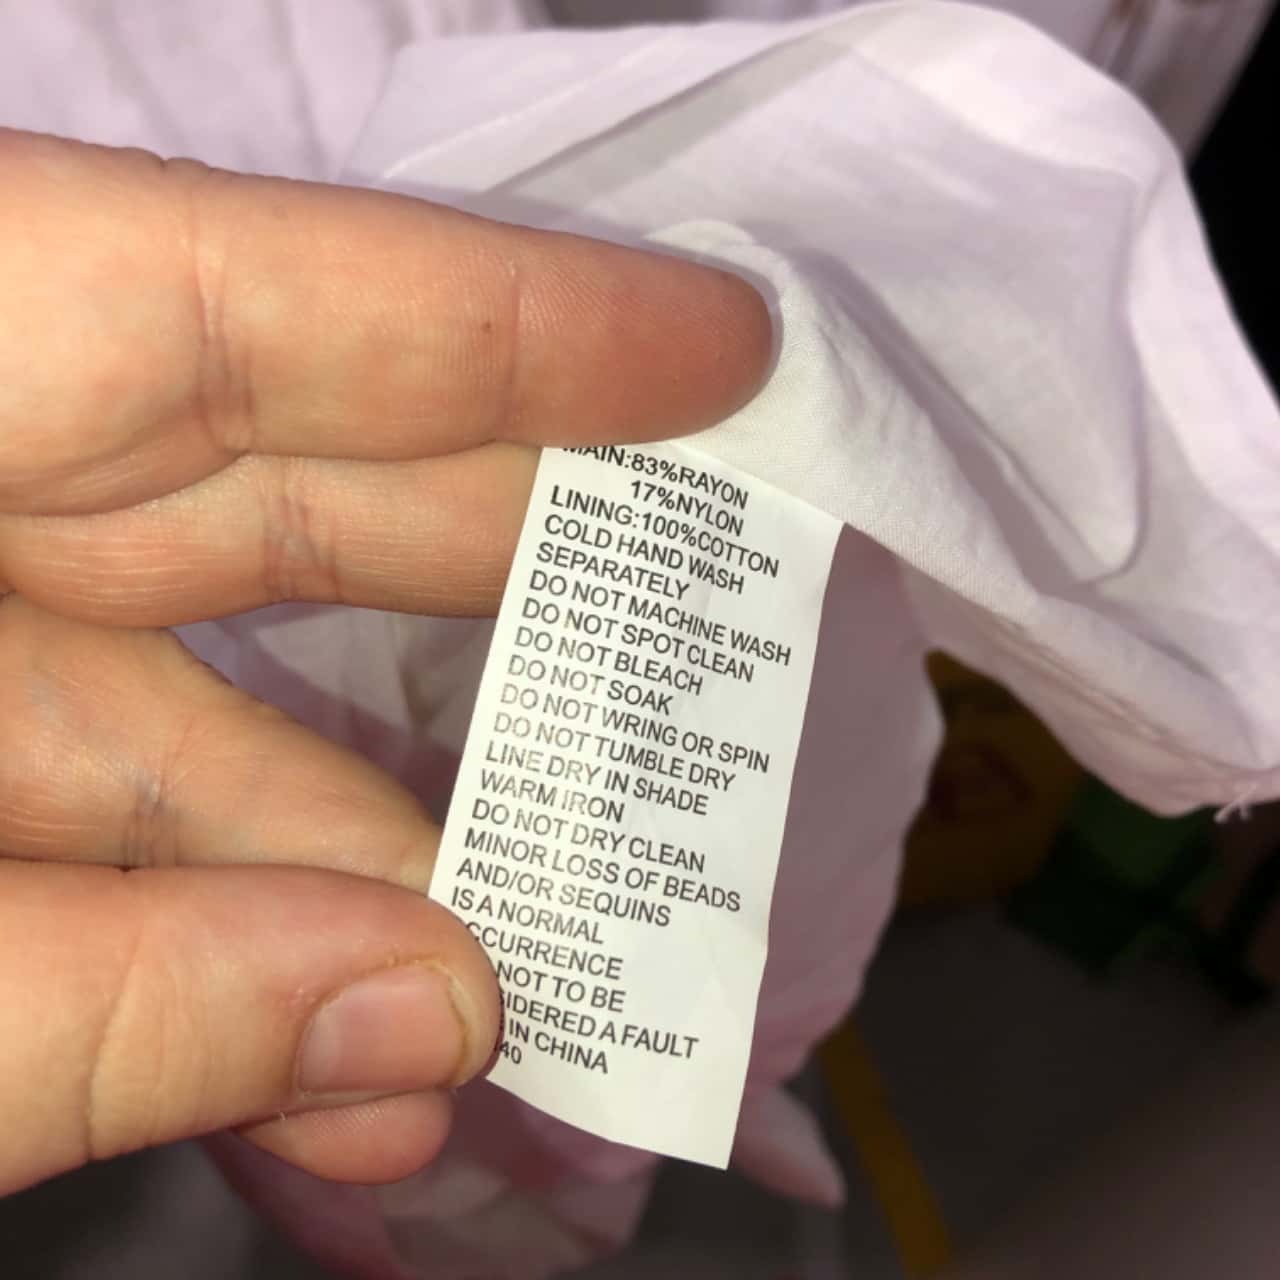 MAIN:83%RAYON
17%NYLON
LINING:100%COTTON
COLD HAND WASH
SEPARATELY
DO NOT MACHINE WASH
DO NOT SPOT CLEAN
DO NOT BLEACH
DO NOT SOAK
DO NOT WRING OR SPIN
DO NOT TUMBLE DRY
LINE DRY IN SHADE
WARM IRON
DO NOT DRY CLEAN
MINOR LOSS OF BEADS
AND/OR SEQUINS
IS A NORMAL
CCURRENCE
NOT TO BE
IDERED A FAULT
IN CHINA
40